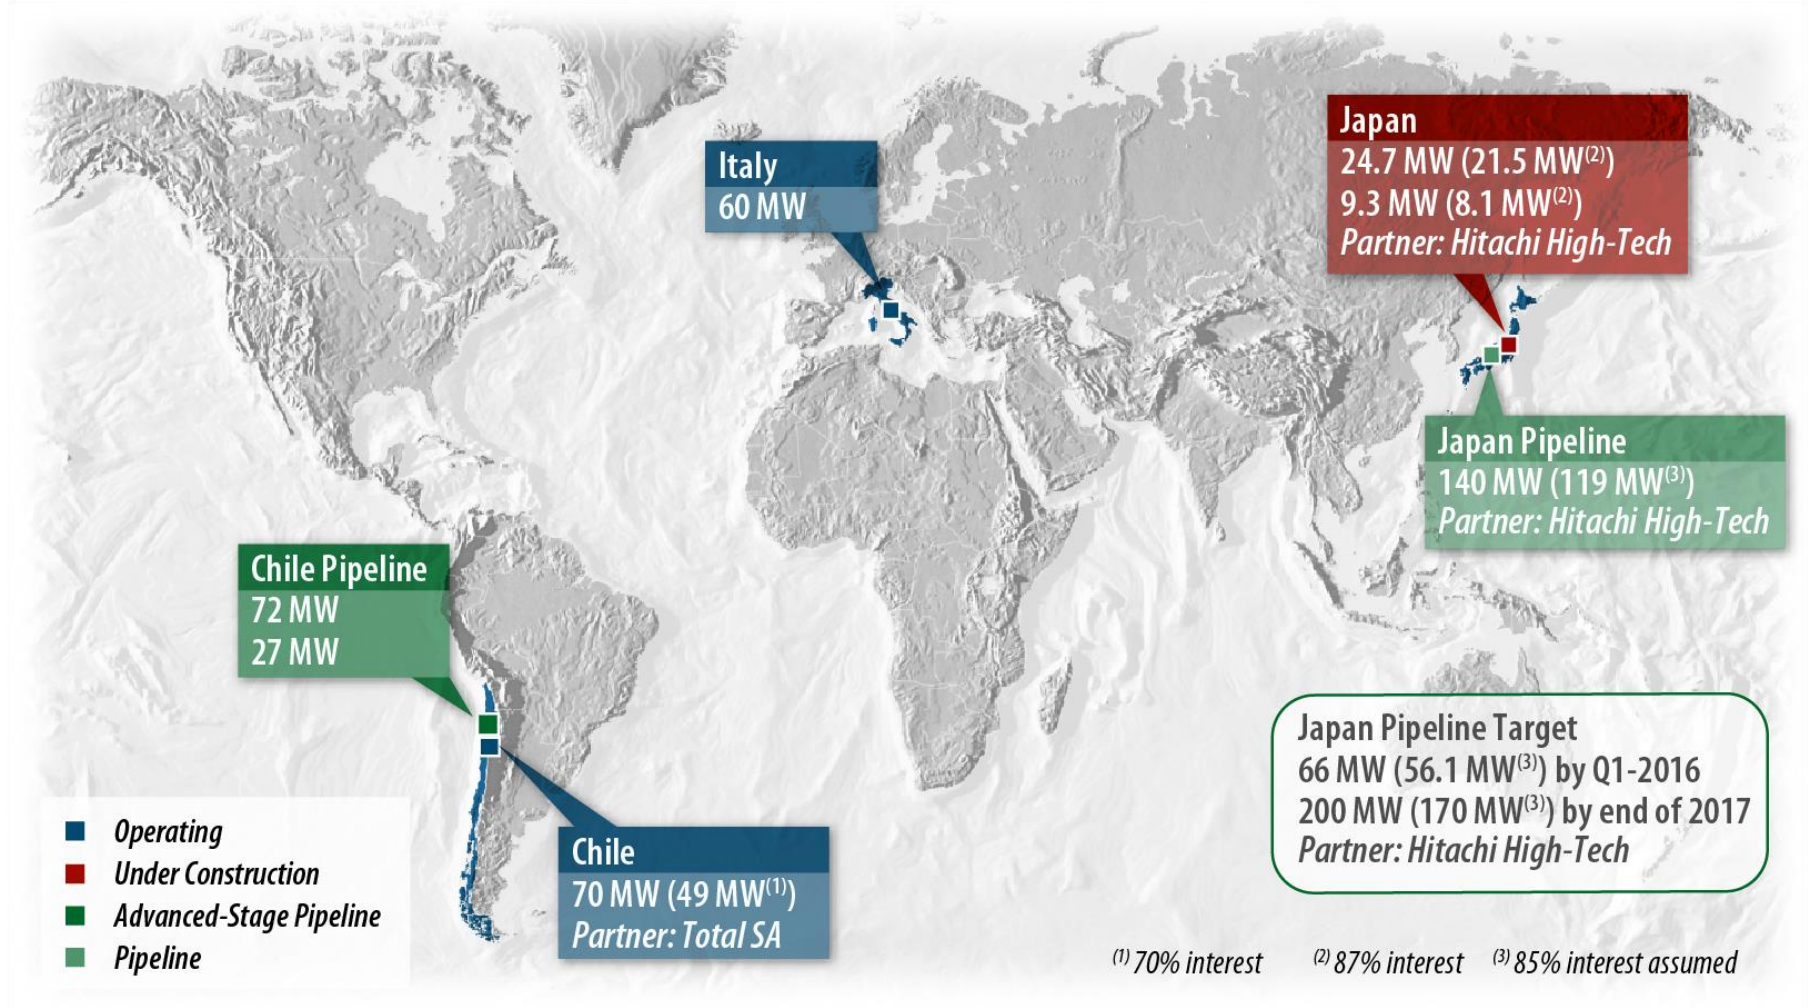 Italy
60 MW
Japan
24.7 MW (21.5 MW(2))
9.3 MW (8.1 MW(2))
Partner: Hitachi High-Tech
Japan Pipeline
140 MW (119 MW(3))
Partner: Hitachi High-Tech
Chile Pipeline
72 MW
27 MW
Chile
70 MW (49 MW(1))
Partner: Total SA
Japan Pipeline Target
66 MW (56.1 MW(3)) by Q1-2016
200 MW (170 MW(3)) by end of 2017
Partner: Hitachi High-Tech
Operating
Under Construction
Advanced-Stage Pipeline
Pipeline
(1) 70% interest (2) 87% interest (3) 85% interest assumed